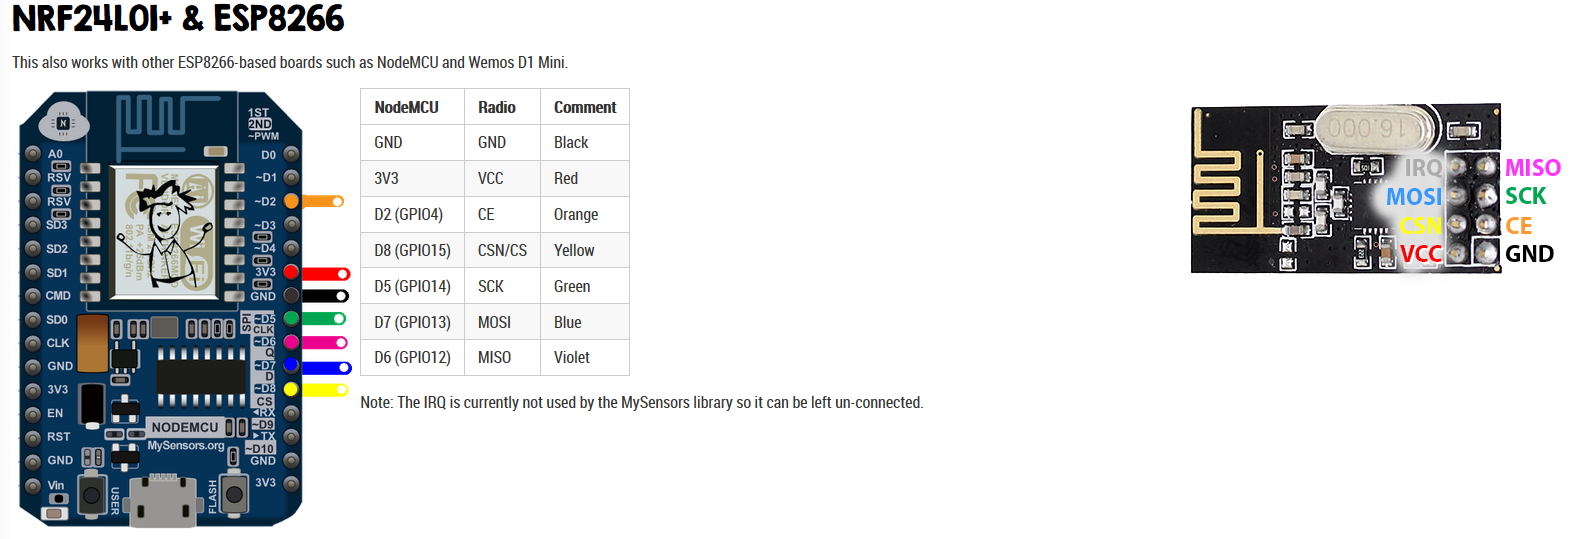 NRF24L01+ & ESP8266
This also works with other ESP8266-based boards such as NodeMCU and Wemos D1 Mini.
1ST
2ND
~PWM
A0
RSV
RSV
SD3
SD2
SD1
CMD
SD0
CLK
GND
3V3
EN
RST
GND
Vin
D0
~D1
~D2
~D3
~D4
3V3
GND
SPI
~D5
CLK
~D6
Q
~D7
D
~D8
CS
RX
~D9
TX
~D10
GND
3V3
NODEMCU
MySensors.org
USER
FLASH
NodeMCU Radio Comment
GND GND Black
3V3 VCC Red
D2 (GPIO4) CE Orange
D8 (GPIO15) CSN/CS Yellow
D5 (GPIO14) SCK Green
D7 (GPIO13) MOSI Blue
D6 (GPIO12) MISO Violet
Note: The IRQ is currently not used by the MySensors library so it can be left un-connected.
16.000
IRQ MISO
MOSI SCK
CSN CE
VCC GND